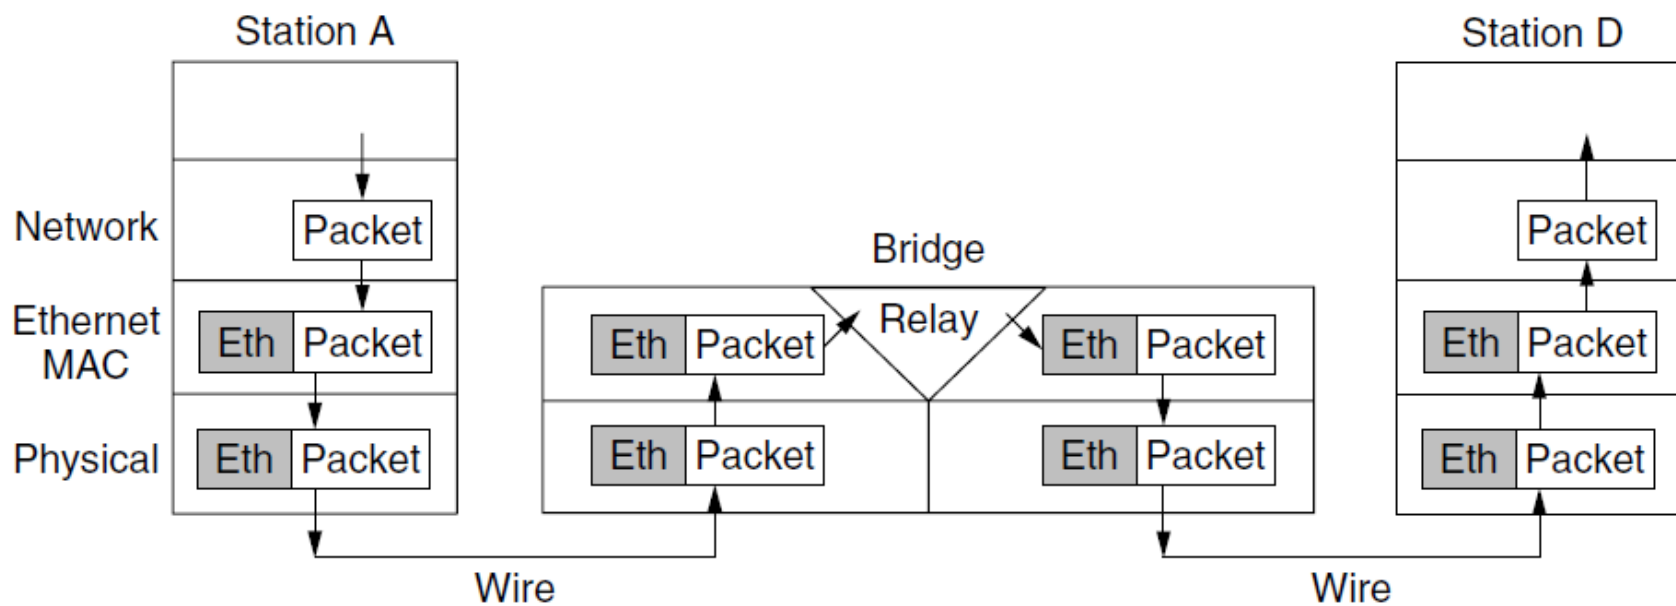 Station A
Station D
Network
Packet
Packet
Bridge
Ethernet
MAC
Eth Packet
Eth Packet
Relay
Eth Packet
Eth Packet
Physical
Eth Packet
Eth Packet
Eth Packet
Eth Packet
Wire
Wire